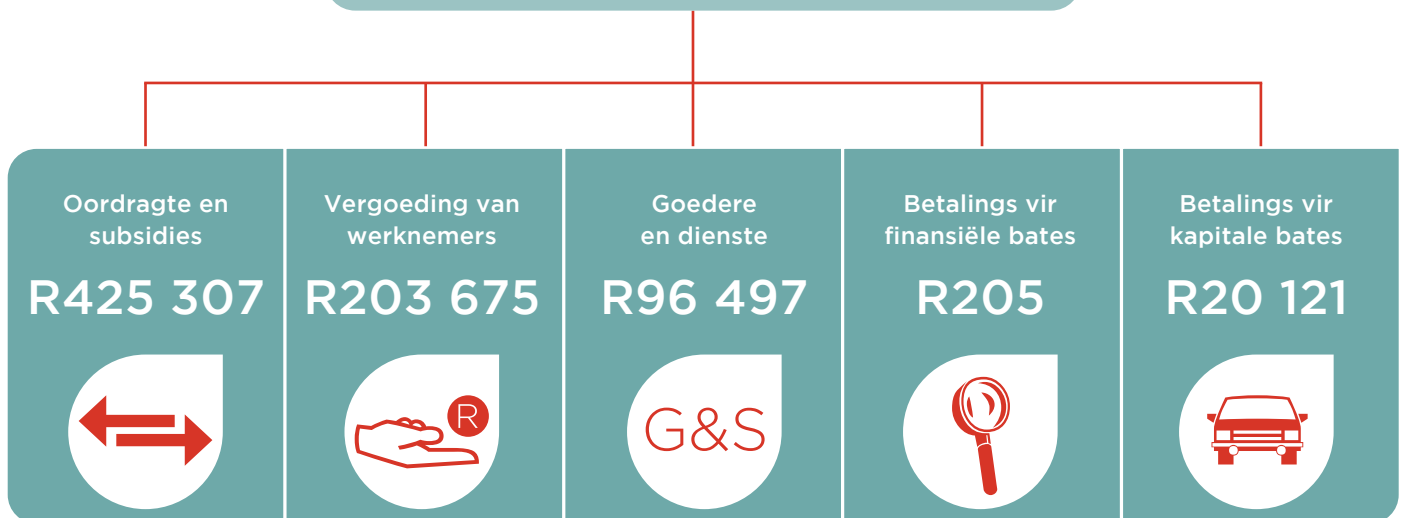 Oordragte en
subsidies
R425 307
Vergoeding van
werknemers
R203 675
R
Goedere
en dienste
R96 497
G&S
Betalings vir
finansiële bates
R205
Betalings vir
kapitale bates
R20 121